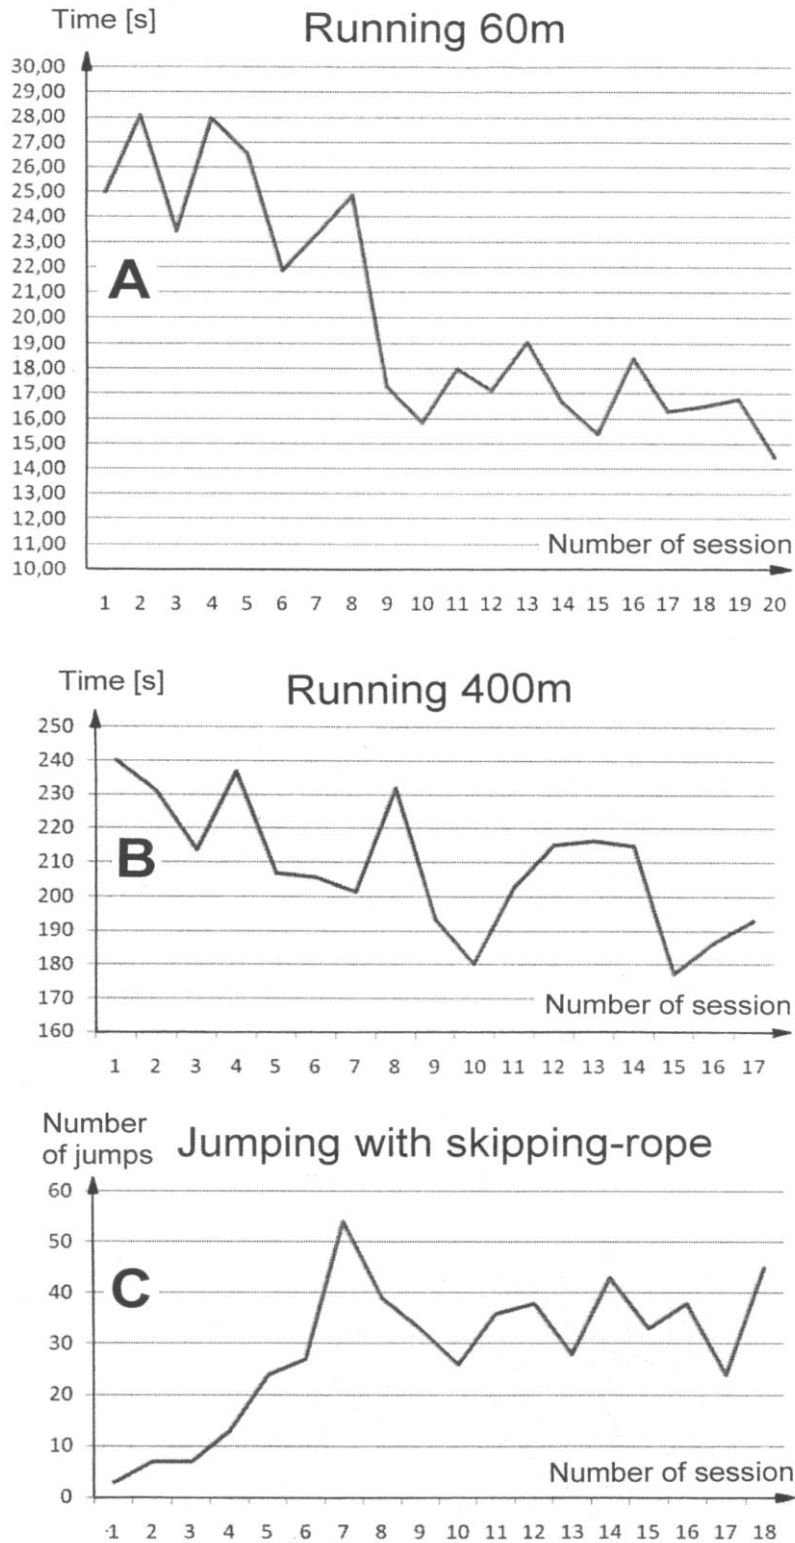 Time [s]
Running 60m
30,00
29,00
28,00
27,00
26,00
25,00
24,00
23,00
22,00
21,00
20,00
19,00
18,00
17,00
16,00
15,00
14,00
13,00
12,00
11,00
10,00
A
Number of session
1 2 3 4 5 6 7 8 9 10 11 12 13 14 15 16 17 18 19 20
Time [s]
Running 400m
250
240
230
220
210
200
190
180
170
160
B
Number of session
1 2 3 4 5 6 7 8 9 10 11 12 13 14 15 16 17
Number
of jumps
Jumping with skipping-rope
60
50
40
30
20
10
0
C
Number of session
1 2 3 4 5 6 7 8 9 10 11 12 13 14 15 16 17 18